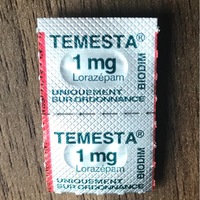 TEMESTA®
1 mg
Lorazépam
BIODIM
UNIQUEMENT
SUR ORDONNANCE
TEMESTA®
1 mg
Lorazépam
BIODIM
UNIQUEMENT
SUR ORDONNANCE